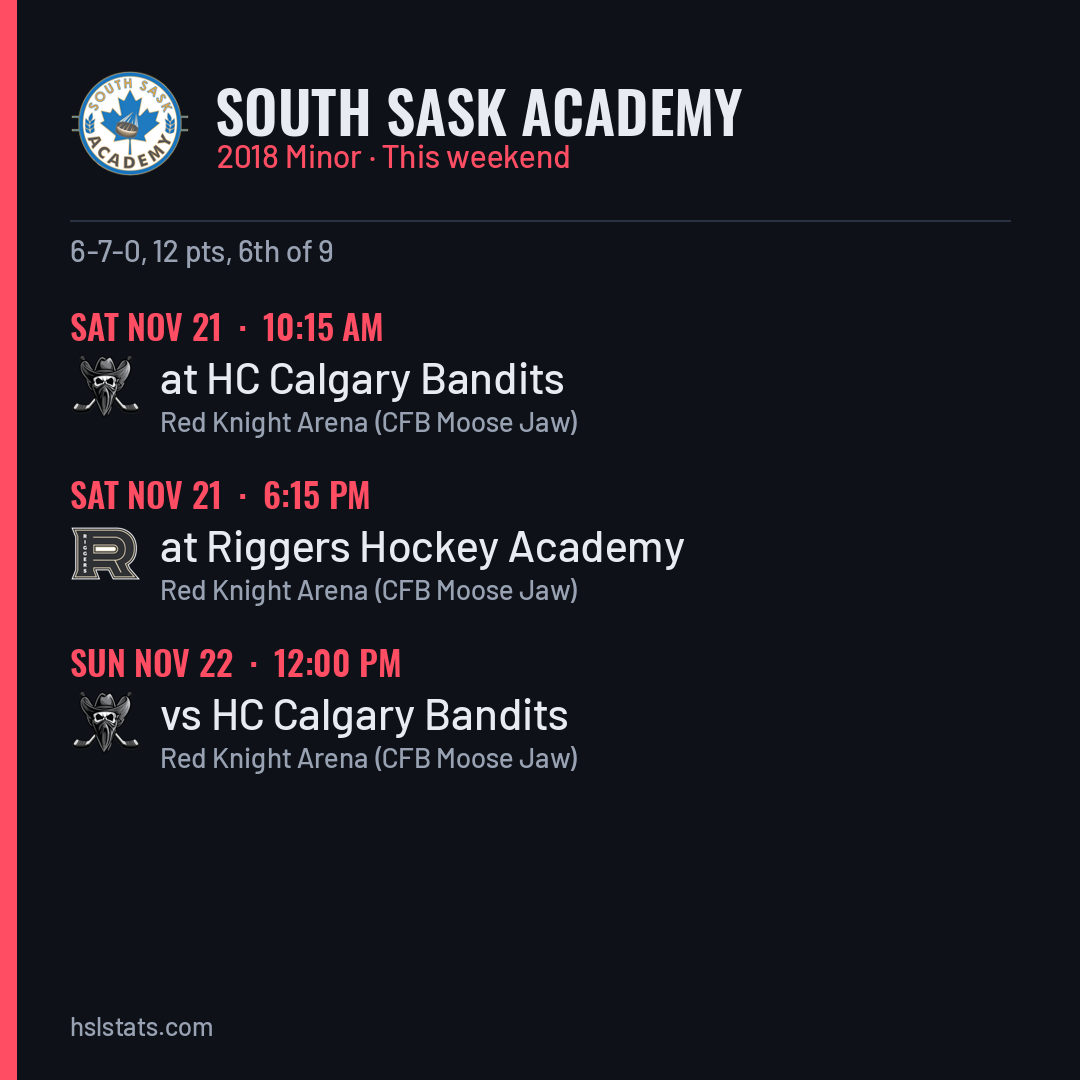 SOUTH SASK
ACADEMY
SOUTH SASK ACADEMY
2018 Minor · This weekend
6-7-0, 12 pts, 6th of 9
SAT NOV 21 · 10:15 AM
at HC Calgary Bandits
Red Knight Arena (CFB Moose Jaw)
SAT NOV 21 · 6:15 PM
RIGGERS
at Riggers Hockey Academy
Red Knight Arena (CFB Moose Jaw)
SUN NOV 22 · 12:00 PM
vs HC Calgary Bandits
Red Knight Arena (CFB Moose Jaw)
hslstats.com